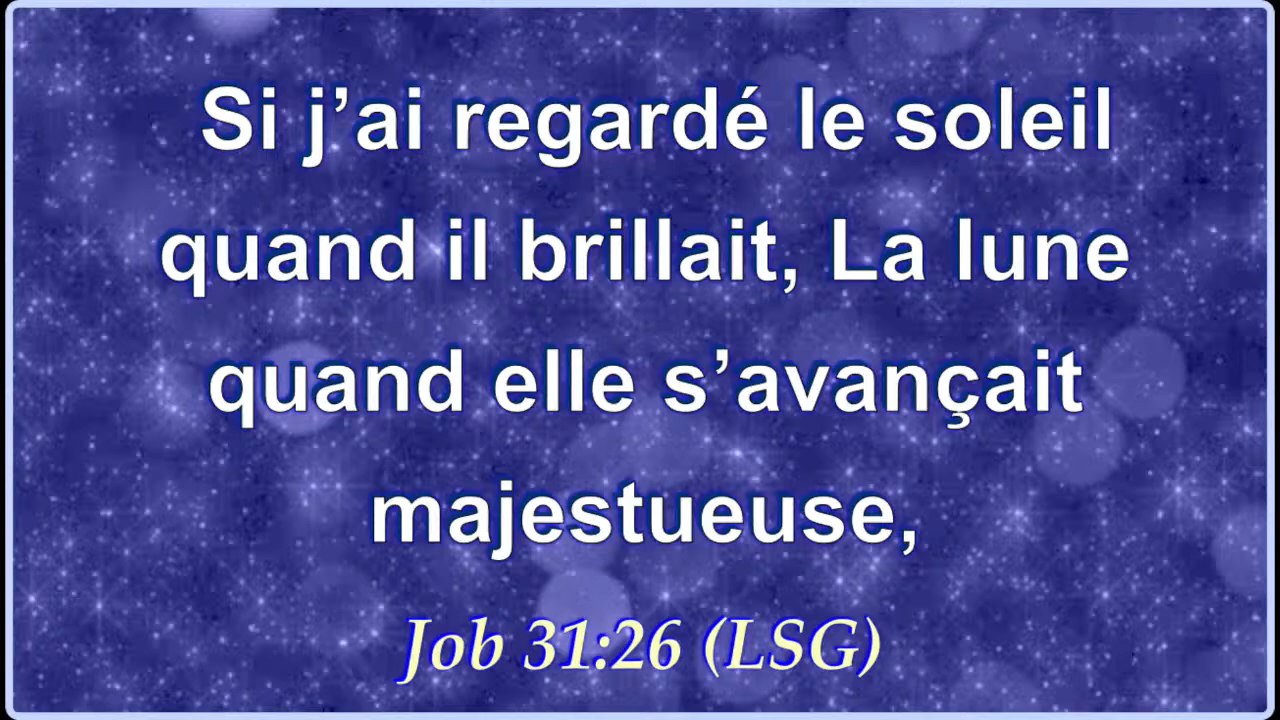 Si j’ai regardé le soleil
quand il brillait, La lune
quand elle s’avançait
majestueuse,
Job 31:26 (LSG)